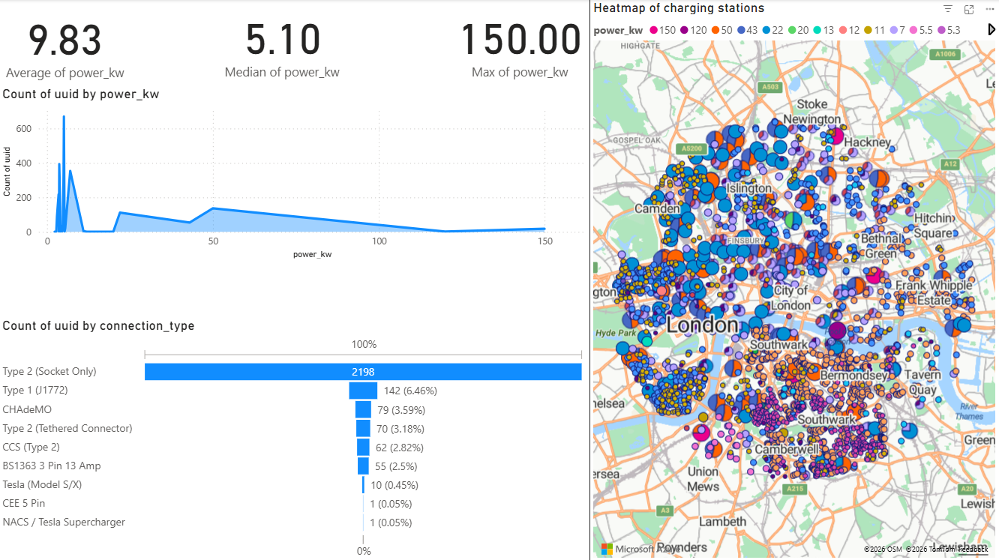 9.83
Average of power_kw
5.10
Median of power_kw
150.00
Max of power_kw
Count of uuid by power_kw
Count of uuid
600
400
200
0
0
50
100
150
power_kw
Count of uuid by connection_type
100%
Type 2 (Socket Only)
2198
Type 1 (J1772)
142 (6.46%)
CHAdeMO
79 (3.59%)
Type 2 (Tethered Connector)
70 (3.18%)
CCS (Type 2)
62 (2.82%)
BS1363 3 Pin 13 Amp
55 (2.5%)
Tesla (Model S/X)
10 (0.45%)
CEE 5 Pin
1 (0.05%)
NACS / Tesla Supercharger
1 (0.05%)
0%
Heatmap of charging stations
power_kw 150 120 50 43 22 20 13 12 11 7 5.5 5.3
HIGHGATE
A1006
A503
Stoke
Newington
GOSPEL OAK
Hackney
A5200
A12
Islington
Camden
Hitchin
Square
FINSBURY
Bethnal
Green
gton
City of
London
Frank Whipple
Estate
London
Hyde Park
Southwark
Bermondsey
Tavern
Quay
helsea
River
Thames
Southwark
Camberwell
Green
ersea
Union
Mews
A215
A20
Lewish
A3
Lambeth
Microsoft
Poynders
Lewisham
©2026 OSM ©2026 TomTom Feedback